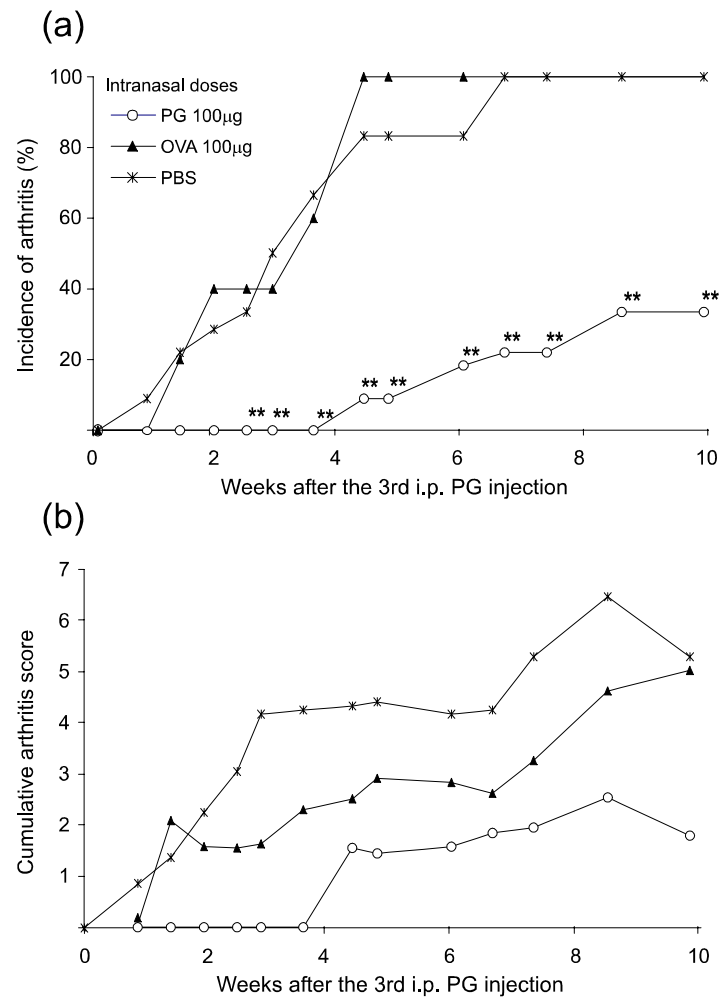 (a)
100
80
60
40
20
Incidence of arthritis (%)
Intranasal doses
PG 100µg
OVA 100µg
PBS
** ** ** ** ** ** ** ** ** **
0 2 4 6 8 10
Weeks after the 3rd i.p. PG injection
(b)
7
6
5
4
3
2
1
Cumulative arthritis score
0 2 4 6 8 10
Weeks after the 3rd i.p. PG injection